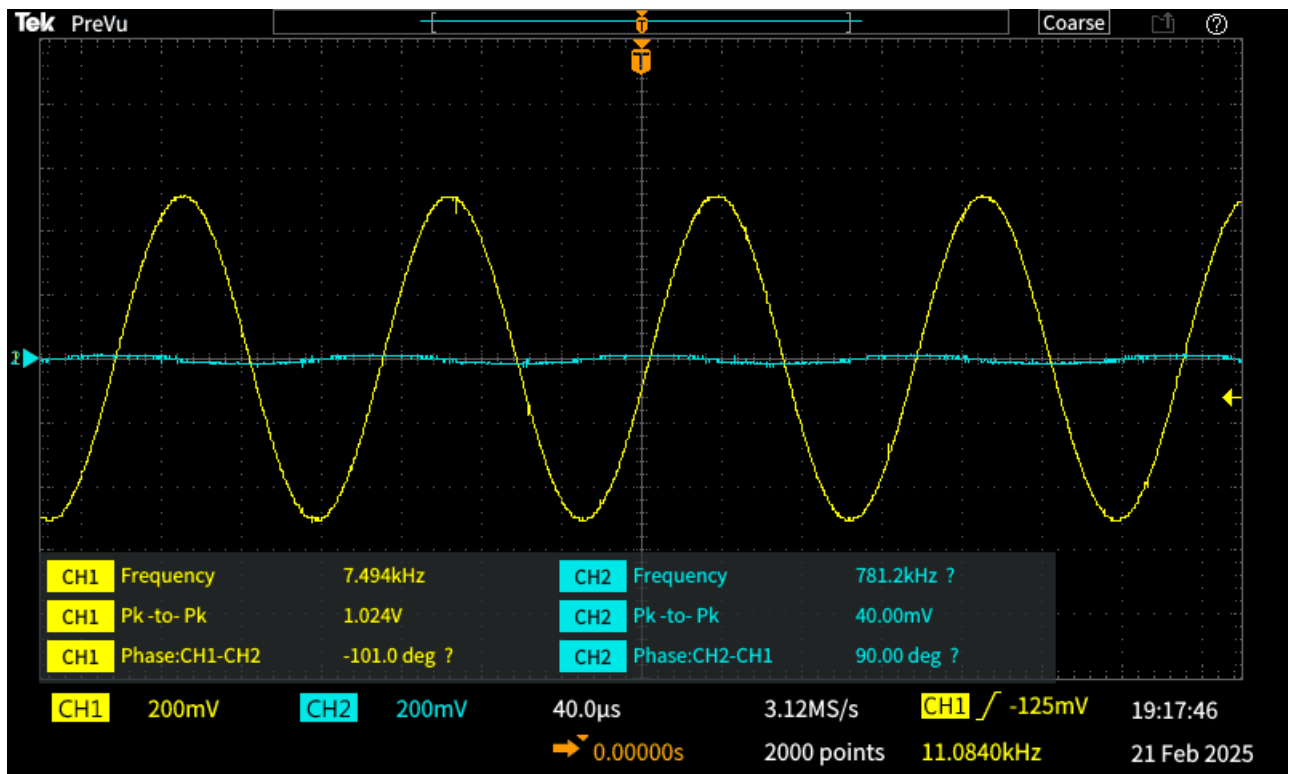 Tek PreVu T Coarse ?
T
2
CH1 Frequency 7.494kHz CH2 Frequency 781.2kHz ?
CH1 Pk-to-Pk 1.024V CH2 Pk-to-Pk 40.00mV
CH1 Phase:CH1-CH2 -101.0 deg ? CH2 Phase:CH2-CH1 90.00 deg ?
CH1 200mV CH2 200mV 40.0µs 3.12MS/s CH1 -125mV 19:17:46
0.00000s 2000 points 11.0840kHz 21 Feb 2025